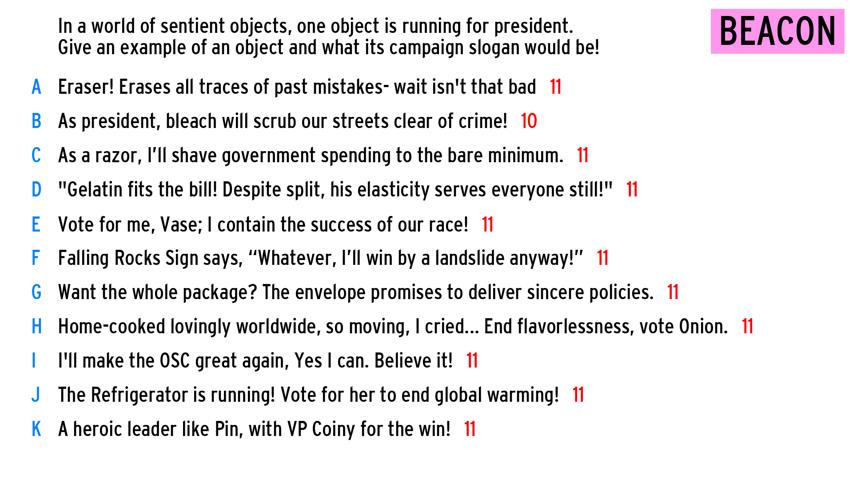 In a world of sentient objects, one object is running for president.
Give an example of an object and what its campaign slogan would be!
BEACON
A Eraser! Erases all traces of past mistakes- wait isn't that bad 11
B As president, bleach will scrub our streets clear of crime! 10
C As a razor, I’ll shave government spending to the bare minimum. 11
D "Gelatin fits the bill! Despite split, his elasticity serves everyone still!" 11
E Vote for me, Vase; I contain the success of our race! 11
F Falling Rocks Sign says, “Whatever, I’ll win by a landslide anyway!” 11
G Want the whole package? The envelope promises to deliver sincere policies. 11
H Home-cooked lovingly worldwide, so moving, I cried... End flavorlessness, vote Onion. 11
I I'll make the OSC great again, Yes I can. Believe it! 11
J The Refrigerator is running! Vote for her to end global warming! 11
K A heroic leader like Pin, with VP Coiny for the win! 11